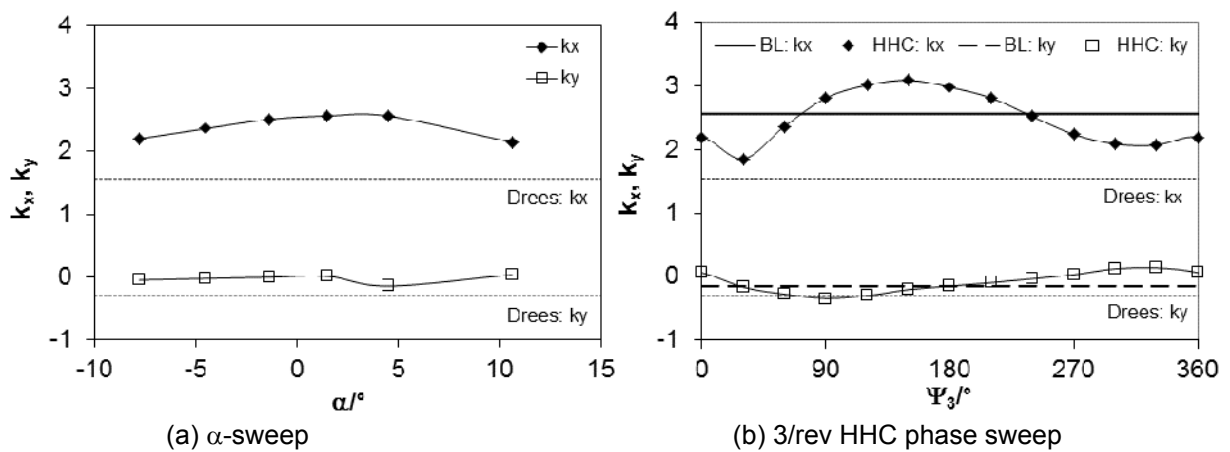 4
3
2
1
0
-1
kx, ky
kx
ky
Drees: kx
Drees: ky
-10 -5 0 5 10 15
α/°
(a) α-sweep
4
3
2
1
0
-1
kx, ky
BL: kx HHC: kx BL: ky HHC: ky
Drees: kx
Drees: ky
0 90 180 270 360
Ψ3/°
(b) 3/rev HHC phase sweep